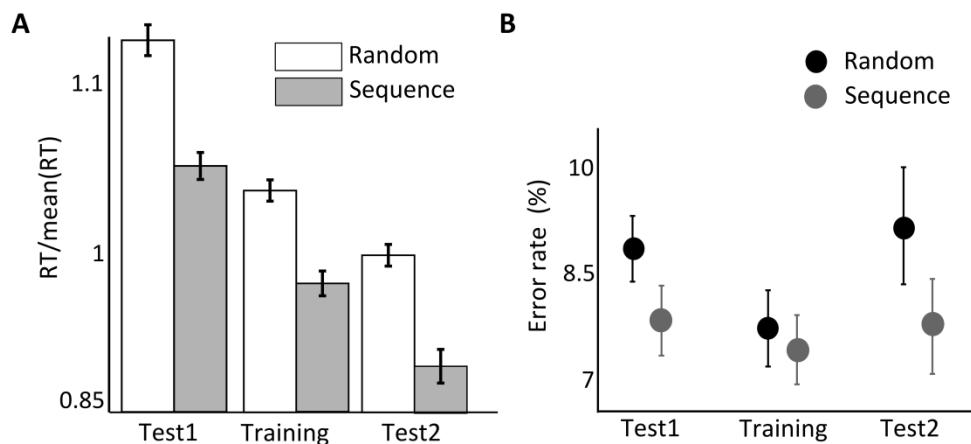 A
Random
Sequence
RT/mean(RT)
1.1
1
0.85
Test1 Training Test2
B
Random
Sequence
Error rate (%)
10
8.5
7
Test1 Training Test2